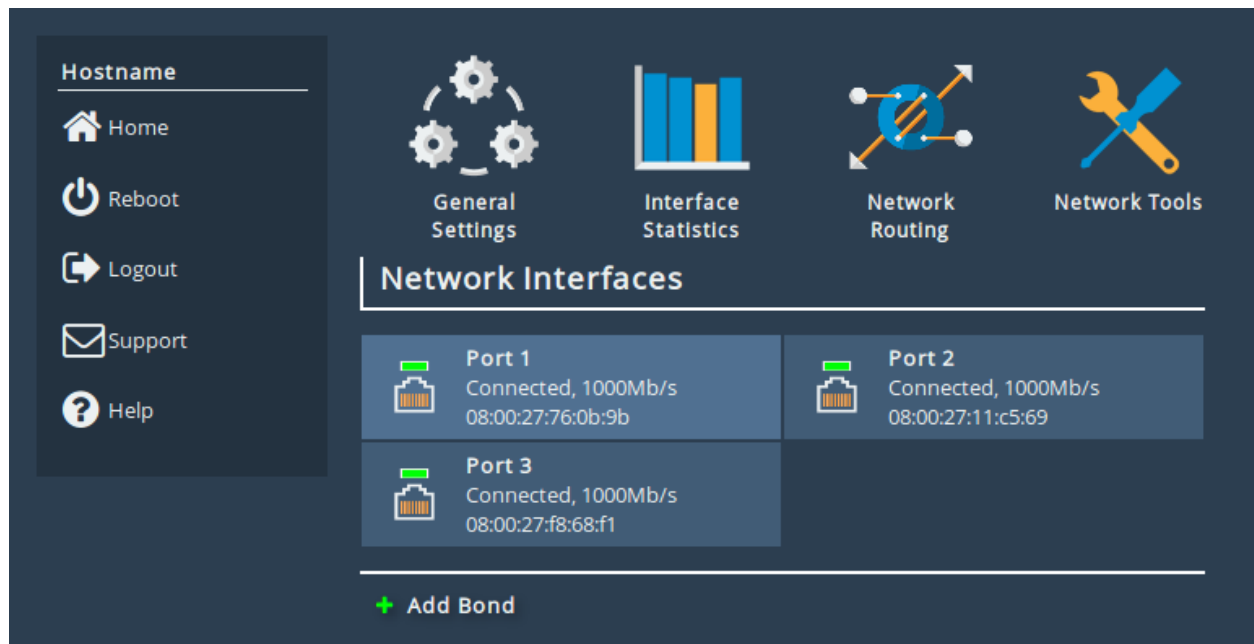 Hostname
Home
Reboot
Logout
Support
Help
General
Settings
Interface
Statistics
Network
Routing
Network Tools
Network Interfaces
Port 1
Connected, 1000Mb/s
08:00:27:76:0b:9b
Port 2
Connected, 1000Mb/s
08:00:27:11:c5:69
Port 3
Connected, 1000Mb/s
08:00:27:f8:68:f1
Add Bond